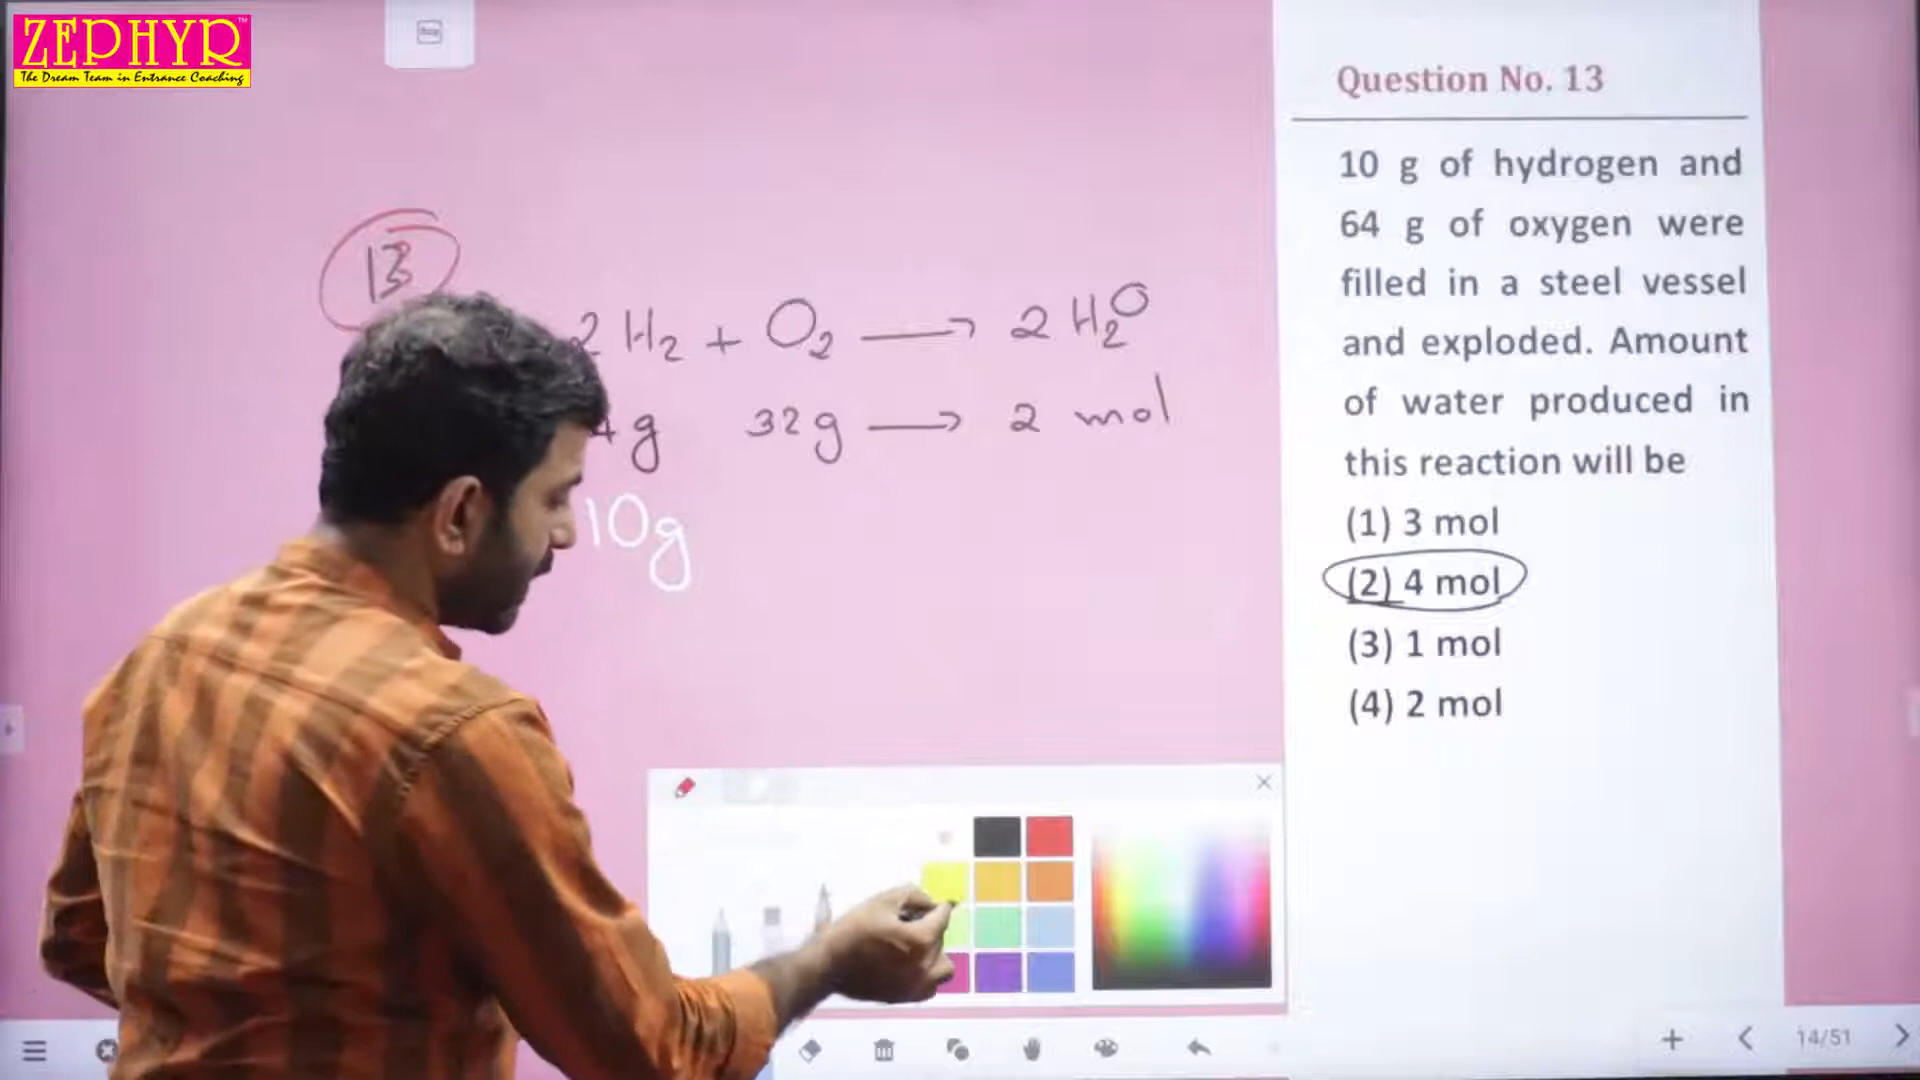 ZEPHYR™
The Dream Team in Entrance Coaching
13
2 H₂ + O₂ ⟶ 2 H₂O
4g 32g ⟶ 2 mol
10g
Question No. 13
10 g of hydrogen and
64 g of oxygen were
filled in a steel vessel
and exploded. Amount
of water produced in
this reaction will be
(1) 3 mol
(2) 4 mol
(3) 1 mol
(4) 2 mol
14/51